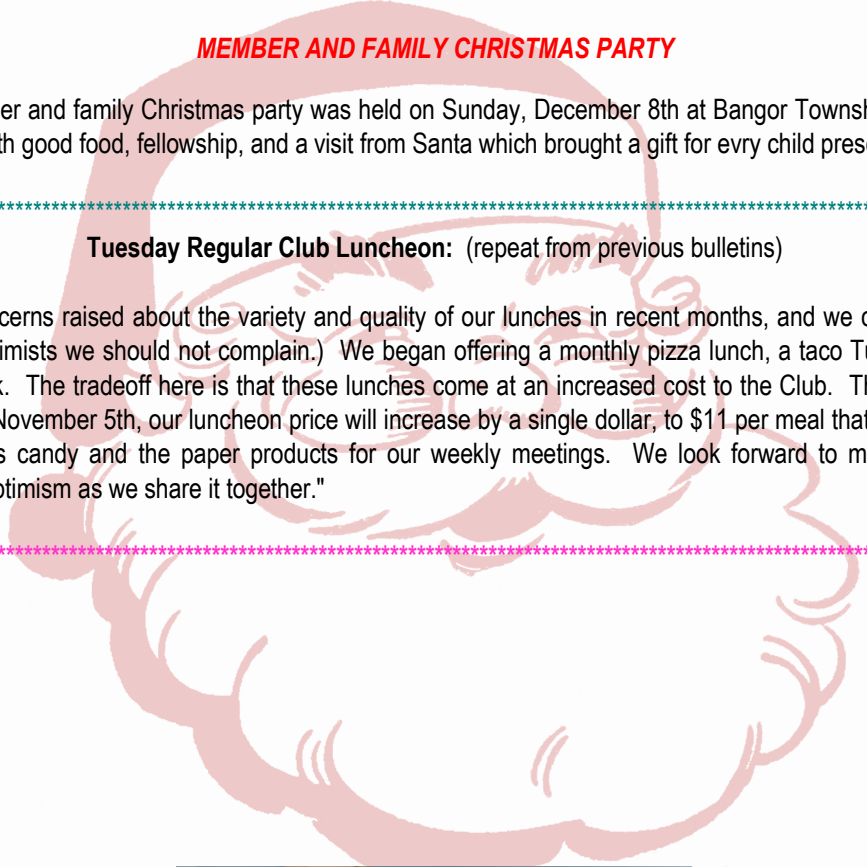 MEMBER AND FAMILY CHRISTMAS PARTY
er and family Christmas party was held on Sunday, December 8th at Bangor Townsh
th good food, fellowship, and a visit from Santa which brought a gift for evry child pres
Tuesday Regular Club Luncheon: (repeat from previous bulletins)
cerns raised about the variety and quality of our lunches in recent months, and we
imists we should not complain.) We began offering a monthly pizza lunch, a taco Tu
k. The tradeoff here is that these lunches come at an increased cost to the Club. Th
November 5th, our luncheon price will increase by a single dollar, to $11 per meal that
s candy and the paper products for our weekly meetings. We look forward to m
ptimism as we share it together."